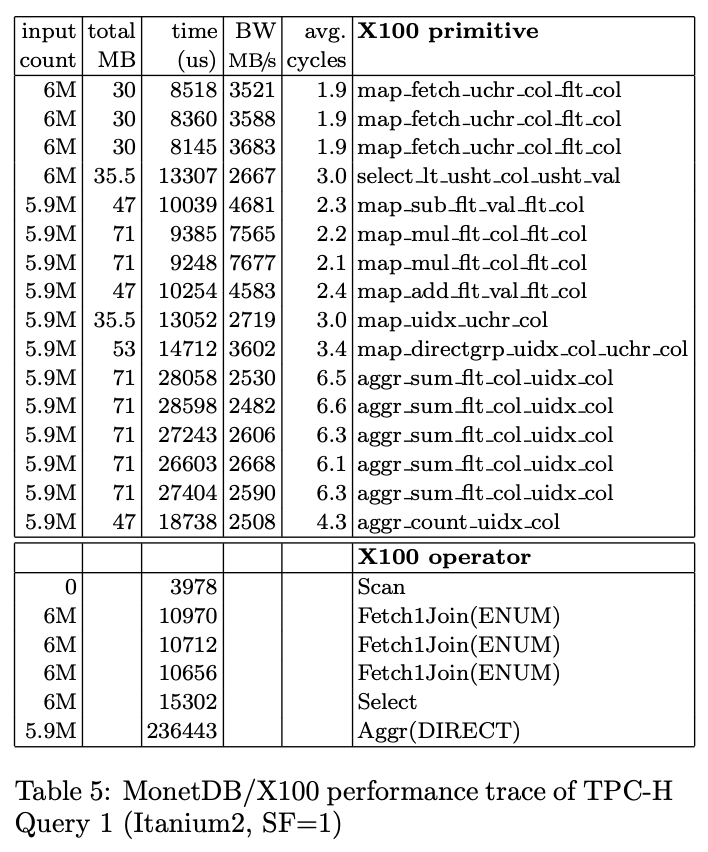 input total time BW avg. X100 primitive
count MB (us) MB/s cycles
6M 30 8518 3521 1.9 map_fetch_uchr_col_flt_col
6M 30 8360 3588 1.9 map_fetch_uchr_col_flt_col
6M 30 8145 3683 1.9 map_fetch_uchr_col_flt_col
6M 35.5 13307 2667 3.0 select_lt_usht_col_usht_val
5.9M 47 10039 4681 2.3 map_sub_flt_val_flt_col
5.9M 71 9385 7565 2.2 map_mul_flt_col_flt_col
5.9M 71 9248 7677 2.1 map_mul_flt_col_flt_col
5.9M 47 10254 4583 2.4 map_add_flt_val_flt_col
5.9M 35.5 13052 2719 3.0 map_uidx_uchr_col
5.9M 53 14712 3602 3.4 map_directgrp_uidx_col_uchr_col
5.9M 71 28058 2530 6.5 aggr_sum_flt_col_uidx_col
5.9M 71 28598 2482 6.6 aggr_sum_flt_col_uidx_col
5.9M 71 27243 2606 6.3 aggr_sum_flt_col_uidx_col
5.9M 71 26603 2668 6.1 aggr_sum_flt_col_uidx_col
5.9M 71 27404 2590 6.3 aggr_sum_flt_col_uidx_col
5.9M 47 18738 2508 4.3 aggr_count_uidx_col
X100 operator
0 3978 Scan
6M 10970 Fetch1Join(ENUM)
6M 10712 Fetch1Join(ENUM)
6M 10656 Fetch1Join(ENUM)
6M 15302 Select
5.9M 236443 Aggr(DIRECT)
Table 5: MonetDB/X100 performance trace of TPC-H
Query 1 (Itanium2, SF=1)